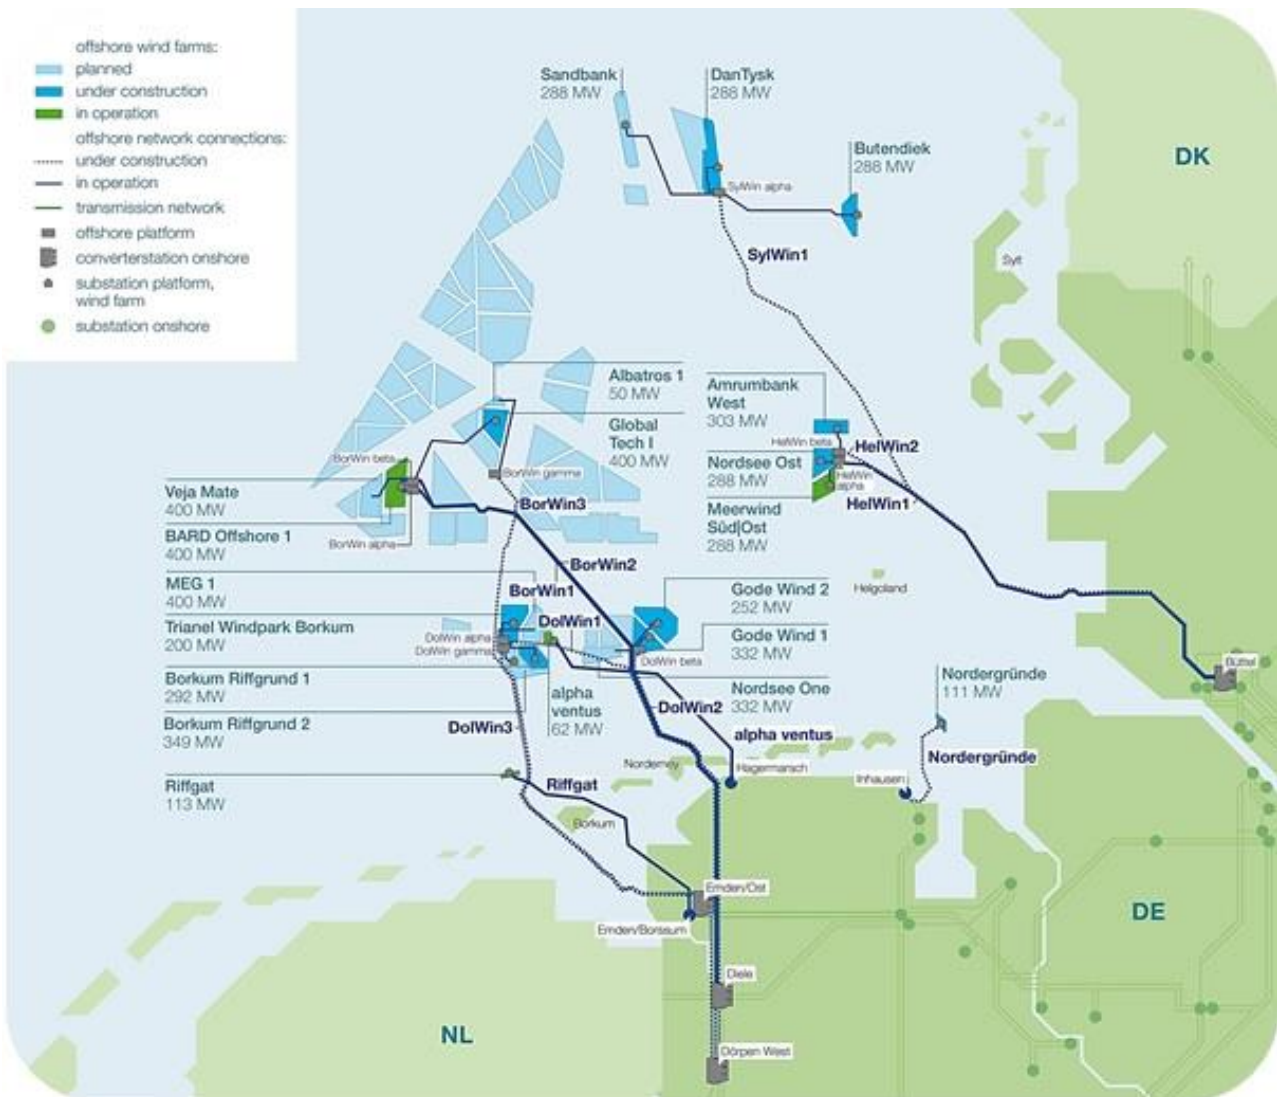 offshore wind farms:
planned
under construction
in operation
offshore network connections:
under construction
in operation
transmission network
offshore platform
converterstation onshore
substation platform,
wind farm
substation onshore
Sandbank
288 MW
DanTysk
288 MW
Butendiek
288 MW
DK
SylWin alpha
SylWin1
Sylt
Albatros 1
50 MW
Global
Tech I
400 MW
Amrumbank
West
303 MW
HelWin beta
HelWin2
Nordsee Ost
288 MW
HelWin
alpha
HelWin1
Meerwind
Süd|Ost
288 MW
BorWin beta
BorWin gamma
Veja Mate
400 MW
BorWin3
BARD Offshore 1
400 MW
BorWin alpha
BorWin2
MEG 1
400 MW
BorWin1
Gode Wind 2
252 MW
Helgoland
Trianel Windpark Borkum
200 MW
DolWin1
DolWin alpha
DolWin gamma
Gode Wind 1
332 MW
DolWin beta
Borkum Riffgrund 1
292 MW
alpha
ventus
62 MW
Nordsee One
332 MW
Nordergründe
111 MW
Büttel
Borkum Riffgrund 2
349 MW
DolWin3
DolWin2
alpha ventus
Nordergründe
Norderney
Hagermarsch
Inhausen
Riffgat
113 MW
Riffgat
Borkum
Emden/Ost
Emden/Borssum
DE
Diele
NL
Dörpen West